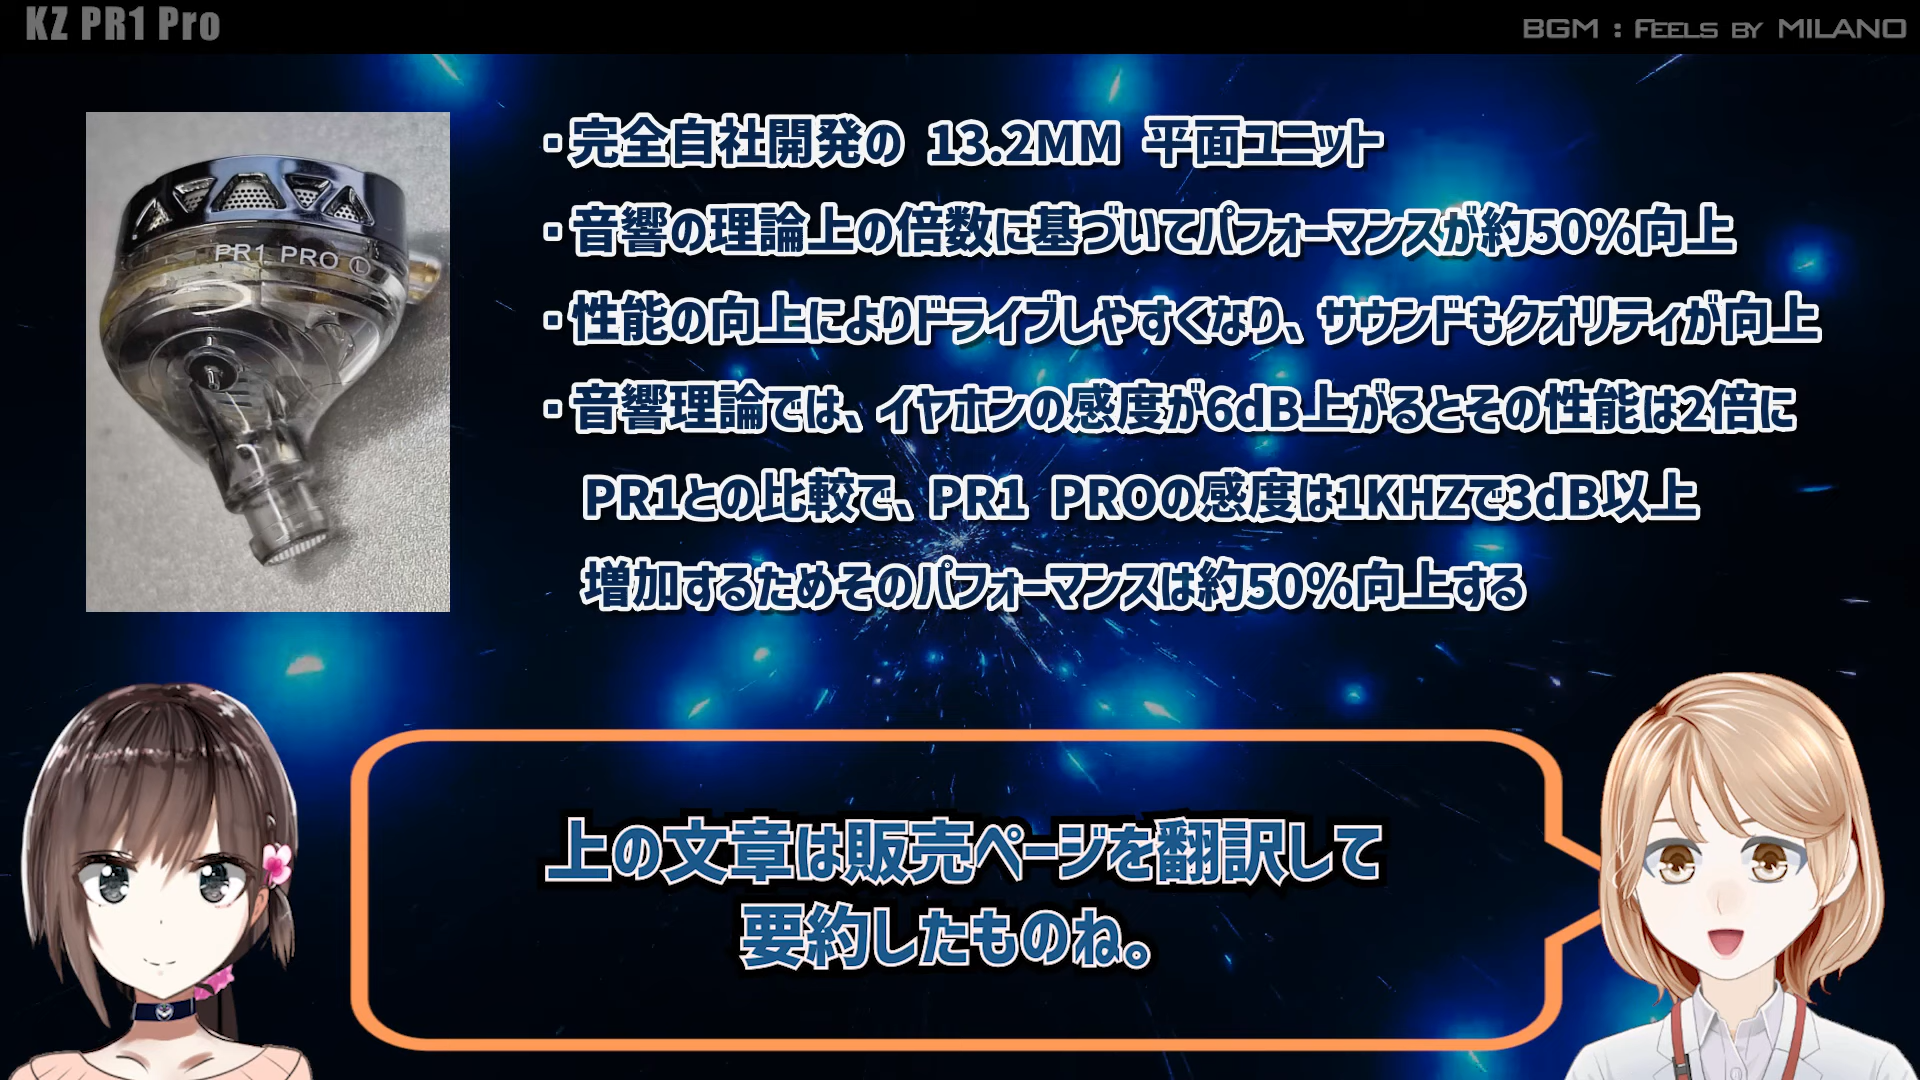 KZ PR1 Pro
BGM : Feels by MILANO
・完全自社開発の 13.2MM 平面ユニット
・音響の理論上の倍数に基づいてパフォーマンスが約50%向上
・性能の向上によりドライブしやすくなり、サウンドもクオリティが向上
・音響理論では、イヤホンの感度が6dB上がるとその性能は2倍に
PR1との比較で、PR1 PROの感度は1KHZで3dB以上
増加するためそのパフォーマンスは約50%向上する
PR1 PRO L
上の文章は販売ページを翻訳して
要約したものね。